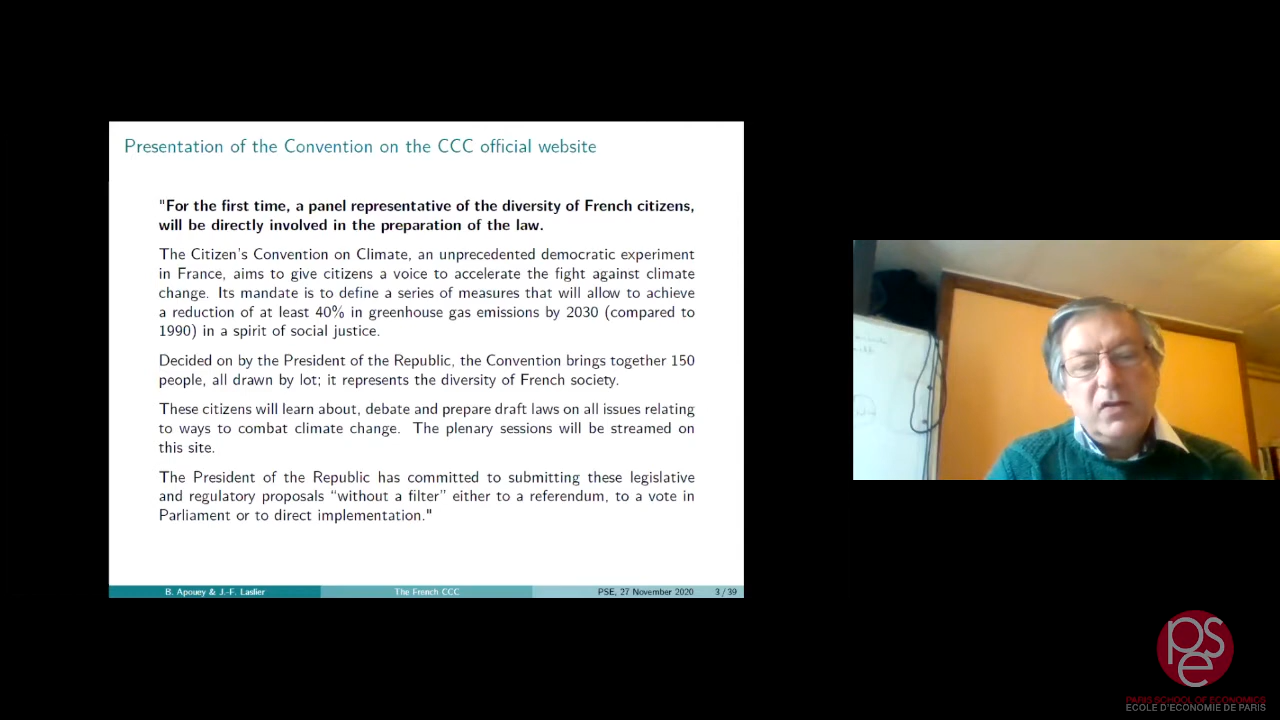 Presentation of the Convention on the CCC official website
"For the first time, a panel representative of the diversity of French citizens,
will be directly involved in the preparation of the law.
The Citizen's Convention on Climate, an unprecedented democratic experiment
in France, aims to give citizens a voice to accelerate the fight against climate
change. Its mandate is to define a series of measures that will allow to achieve
a reduction of at least 40% in greenhouse gas emissions by 2030 (compared to
1990) in a spirit of social justice.
Decided on by the President of the Republic, the Convention brings together 150
people, all drawn by lot; it represents the diversity of French society.
These citizens will learn about, debate and prepare draft laws on all issues relating
to ways to combat climate change. The plenary sessions will be streamed on
this site.
The President of the Republic has committed to submitting these legislative
and regulatory proposals “without a filter” either to a referendum, to a vote in
Parliament or to direct implementation."
B. Apouey & J.-F. Laslier The French CCC PSE, 27 November 2020 3 / 39
pse
PARIS SCHOOL OF ECONOMICS
ECOLE D'ECONOMIE DE PARIS